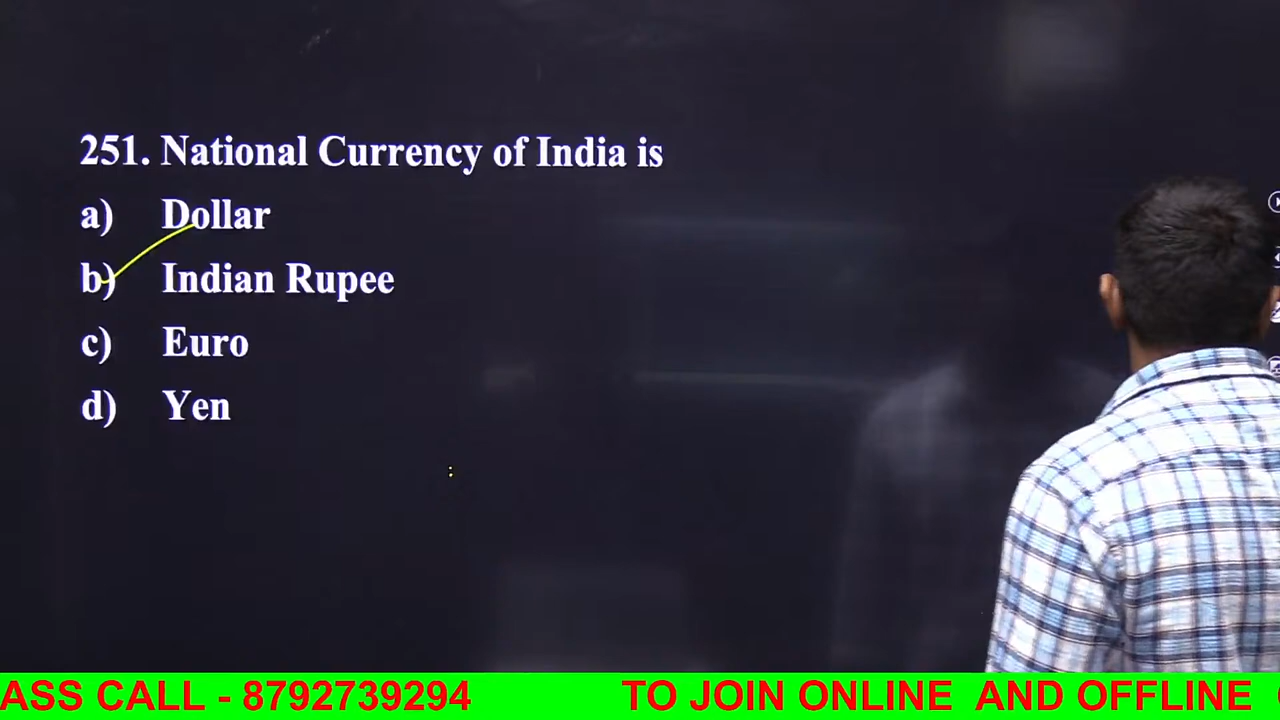 251. National Currency of India is
a) Dollar
b) Indian Rupee
c) Euro
d) Yen
ASS CALL - 8792739294 TO JOIN ONLINE AND OFFLINE